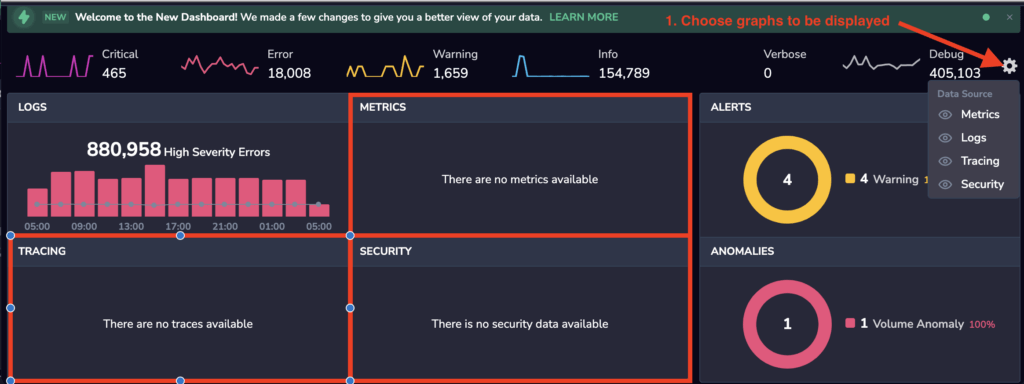 NEW Welcome to the New Dashboard! We made a few changes to give you a better view of your data. LEARN MORE
1. Choose graphs to be displayed
×
Critical
465
Error
18,008
Warning
1,659
Info
154,789
Verbose
0
Debug
405,103
Data Source
Metrics
Logs
Tracing
Security
LOGS
880,958 High Severity Errors
05:00 09:00 13:00 17:00 21:00 01:00 05:00
METRICS
There are no metrics available
ALERTS
4
4 Warning
TRACING
There are no traces available
SECURITY
There is no security data available
ANOMALIES
1
1 Volume Anomaly 100%